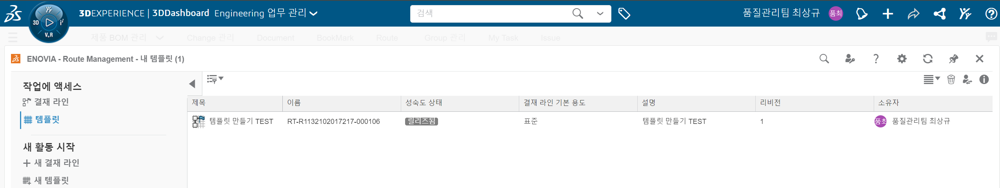 3DEXPERIENCE | 3DDashboard Engineering 업무 관리
검색
품질관리팀 최상규
품최
3D
V.R
제품 BOM 관리
Change 관리
Document
BookMark
Route
Group 관리
My Task
Issue
ENOVIA - Route Management - 내 템플릿 (1)
작업에 액세스
결재 라인
템플릿
새 활동 시작
새 결재 라인
새 템플릿
제목 이름 성숙도 상태 결재 라인 기본 용도 설명 리비전 소유자
템플릿 만들기 TEST RT-R1132102017217-000106 릴리즈됨 표준 템플릿 만들기 TEST 1 품최 품질관리팀 최상규